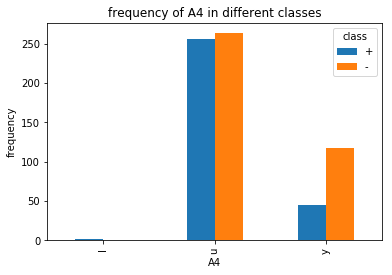 frequency of A4 in different classes
frequency
250
200
150
100
50
0
class
+
-
l
u
y
A4